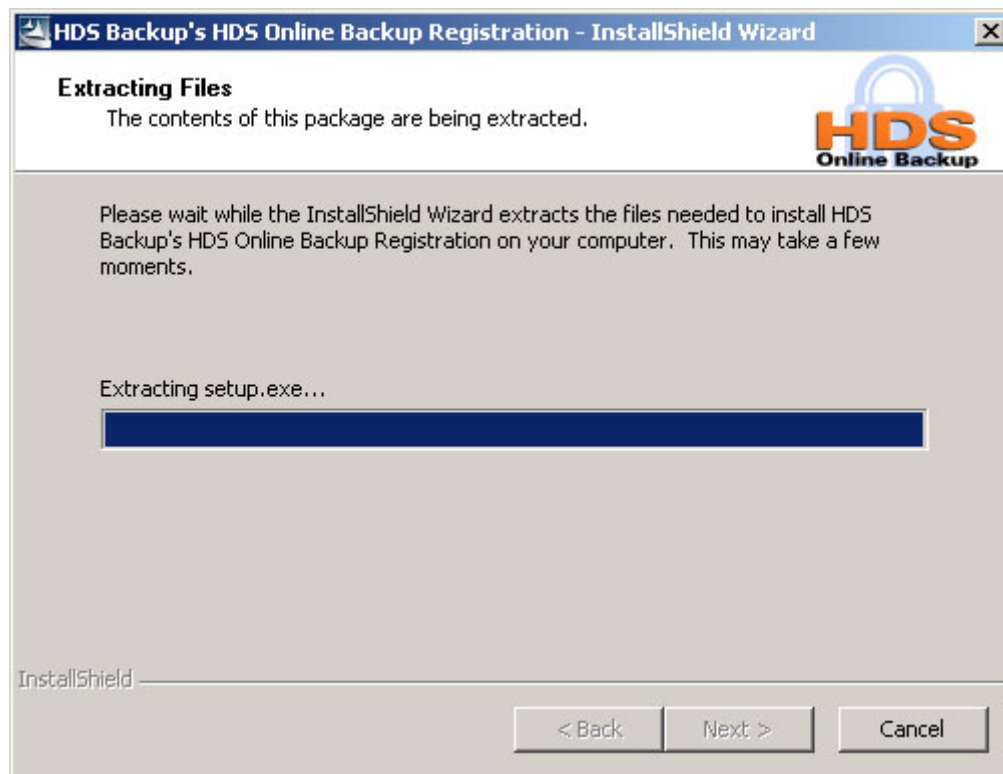 HDS Backup's HDS Online Backup Registration - InstallShield Wizard
Extracting Files
The contents of this package are being extracted.
HDS
Online Backup
Please wait while the InstallShield Wizard extracts the files needed to install HDS
Backup's HDS Online Backup Registration on your computer.  This may take a few
moments.
Extracting setup.exe...
InstallShield
< Back
Next >
Cancel